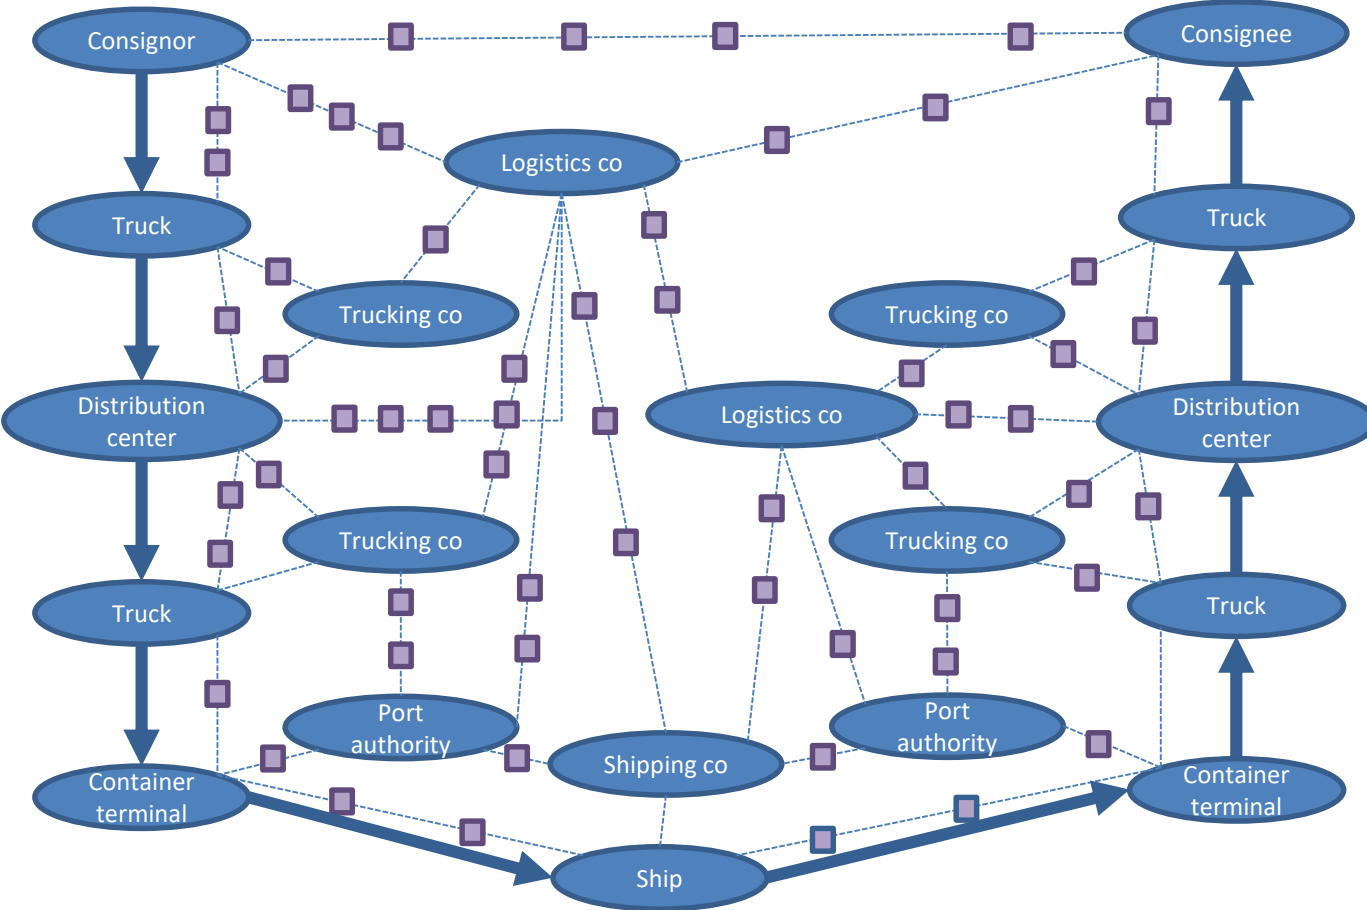 Consignor
Consignee
Logistics co
Truck
Truck
Trucking co
Trucking co
Distribution
center
Logistics co
Distribution
center
Trucking co
Trucking co
Truck
Truck
Port
authority
Port
authority
Shipping co
Container
terminal
Container
terminal
Ship